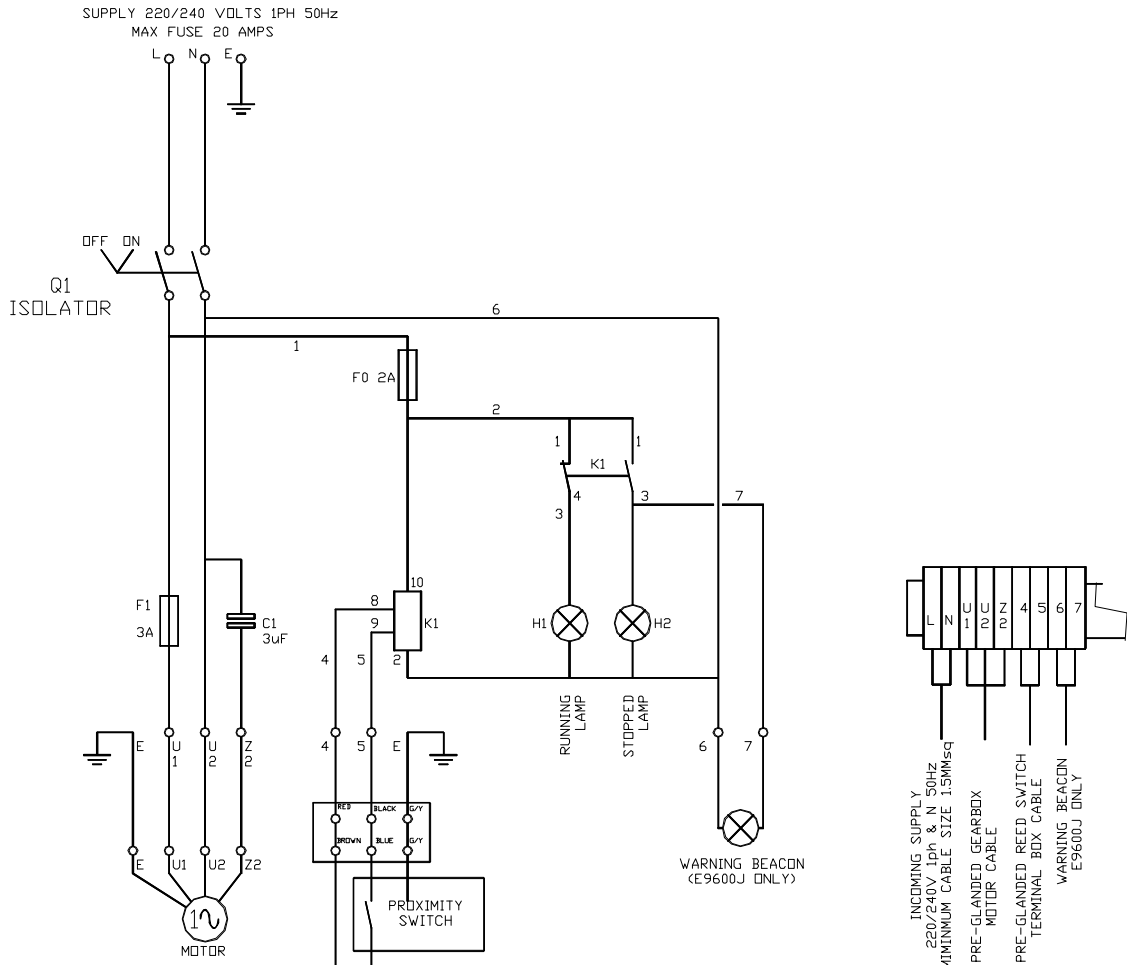 SUPPLY 220/240 VOLTS 1PH 50Hz
MAX FUSE 20 AMPS
L N E
OFF ON
Q1
ISOLATOR
6
1
F0 2A
2
1 1
K1
4 3 7
3
10
8
F1 K1
9
3A
C1
3uF
H1 H2
4 5 2
RUNNING
LAMP
STOPPED
LAMP
E
U
1
U
2
Z
2
4 5 E
6 7
RED BLACK G/Y
BROWN BLUE G/Y
E U1 U2 Z2
WARNING BEACON
(E9600J ONLY)
PROXIMITY
SWITCH
1
MOTOR
L
N
U
1
U
2
Z
2
4
5
6
7
INCOMING SUPPLY
220/240V 1ph & N 50Hz
MIMINMUM CABLE SIZE 1.5MMsq
PRE-GLANDED GEARBOX
MOTOR CABLE
PRE-GLANDED REED SWITCH
TERMINAL BOX CABLE
WARNING BEACON
E9600J ONLY